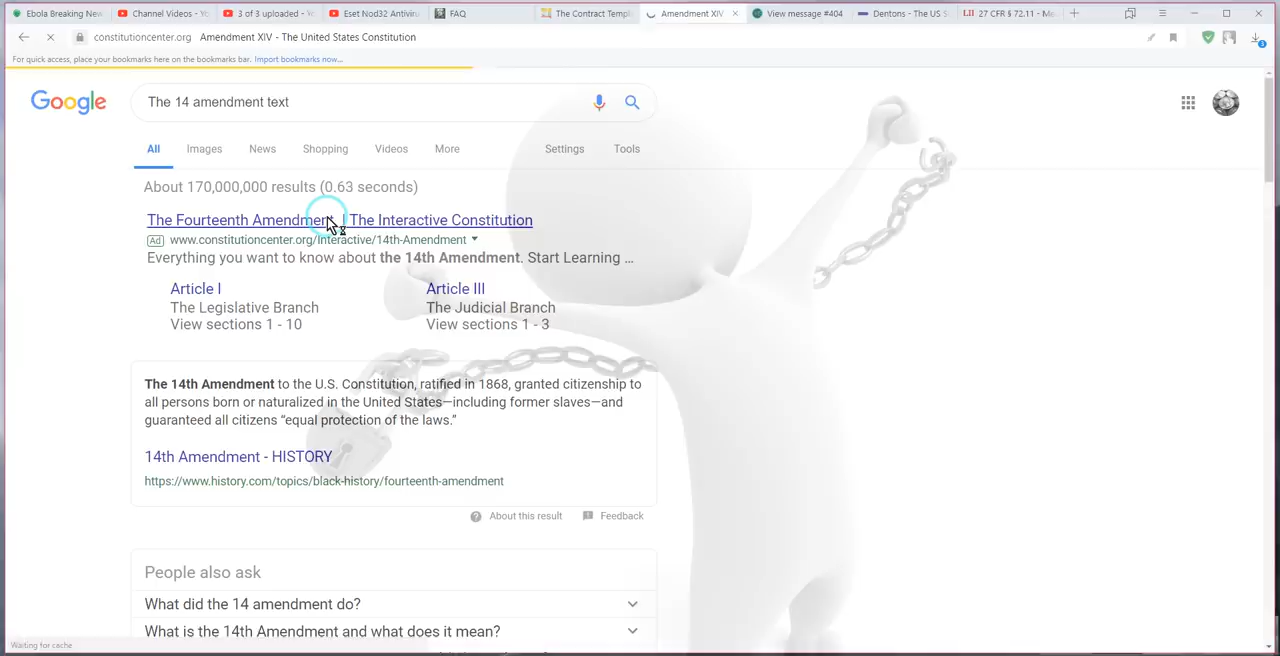 Ebola Breaking New
Channel Videos - Yo
3 of 3 uploaded - Yo
Eset Nod32 Antiviru
FAQ
The Contract Templ
Amendment XIV
View message #404
Dentons - The US S
LII 27 CFR § 72.11 - Me
constitutioncenter.org Amendment XIV - The United States Constitution
3
For quick access, place your bookmarks here on the bookmarks bar. Import bookmarks now...
Google
The 14 amendment text
All Images News Shopping Videos More Settings Tools
About 170,000,000 results (0.63 seconds)
The Fourteenth Amendment | The Interactive Constitution
Ad www.constitutioncenter.org/Interactive/14th-Amendment
Everything you want to know about the 14th Amendment. Start Learning ...
Article I
The Legislative Branch
View sections 1 - 10
Article III
The Judicial Branch
View sections 1 - 3
The 14th Amendment to the U.S. Constitution, ratified in 1868, granted citizenship to
all persons born or naturalized in the United States—including former slaves—and
guaranteed all citizens “equal protection of the laws.”
14th Amendment - HISTORY
https://www.history.com/topics/black-history/fourteenth-amendment
About this result Feedback
People also ask
What did the 14 amendment do?
What is the 14th Amendment and what does it mean?
Waiting for cache